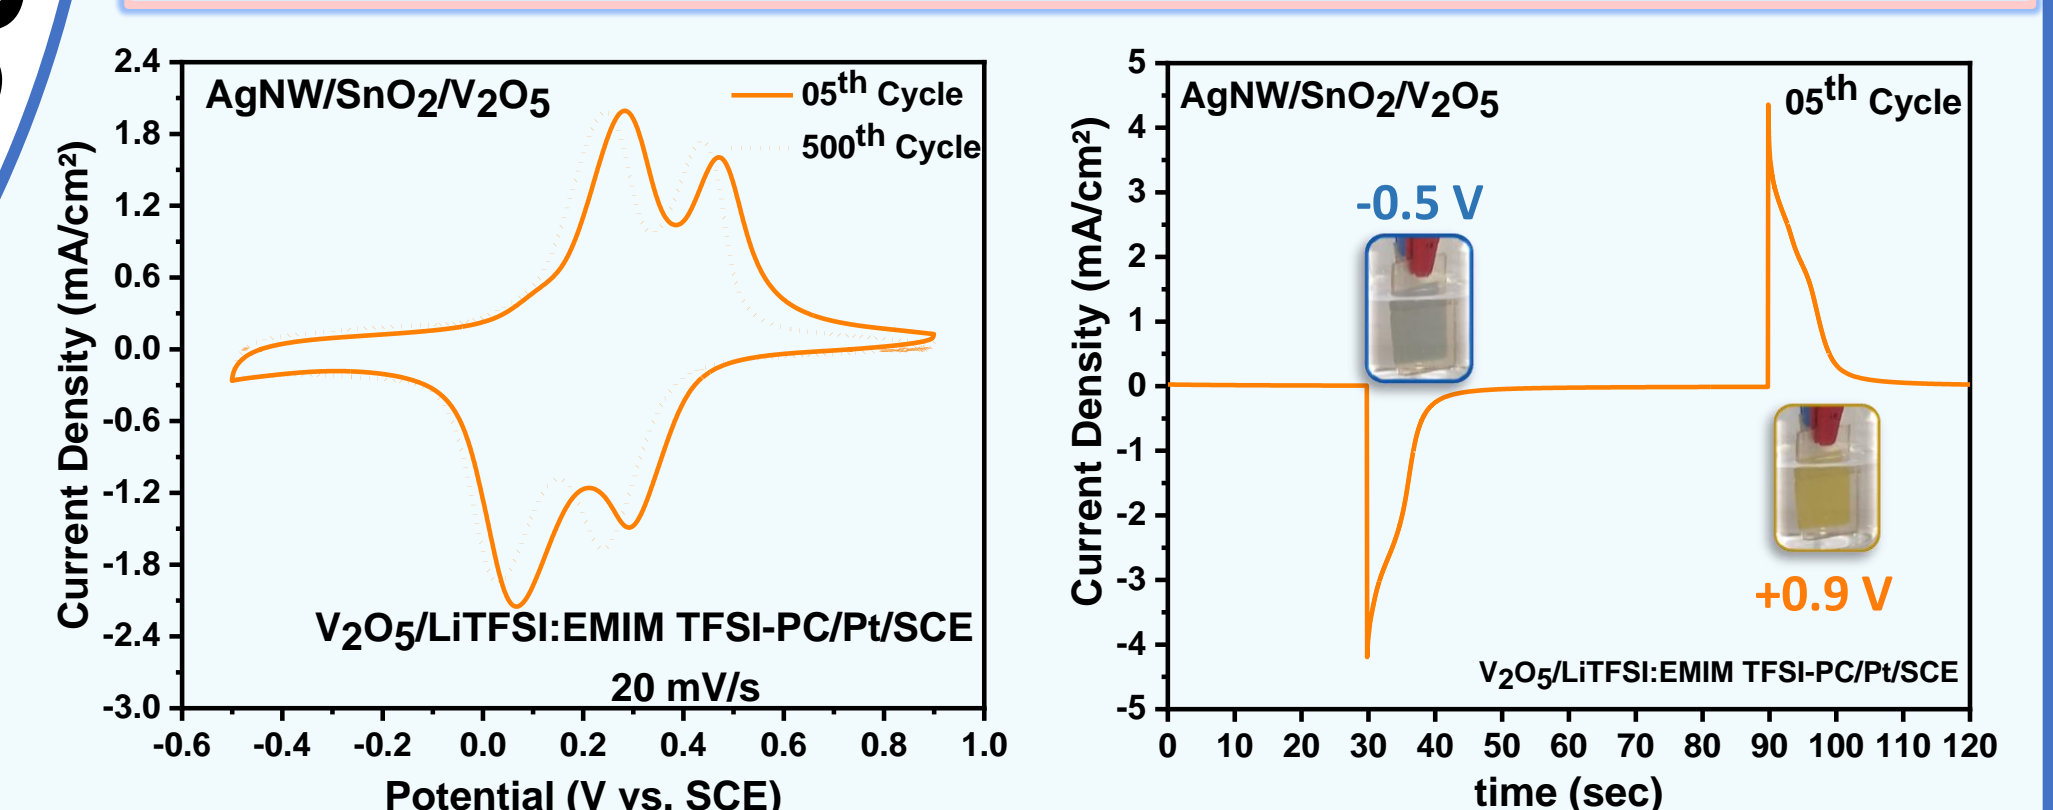 AgNW/SnO₂/V₂O₅
05ᵗʰ Cycle
500ᵗʰ Cycle
V₂O₅/LiTFSI:EMIM TFSI-PC/Pt/SCE
20 mV/s
Current Density (mA/cm²)
2.4
1.8
1.2
0.6
0.0
-0.6
-1.2
-1.8
-2.4
-3.0
-0.6 -0.4 -0.2 0.0 0.2 0.4 0.6 0.8 1.0
Potential (V vs. SCE)
AgNW/SnO₂/V₂O₅
05ᵗʰ Cycle
-0.5 V
+0.9 V
V₂O₅/LiTFSI:EMIM TFSI-PC/Pt/SCE
Current Density (mA/cm²)
5
4
3
2
1
0
-1
-2
-3
-4
-5
0 10 20 30 40 50 60 70 80 90 100 110 120
time (sec)